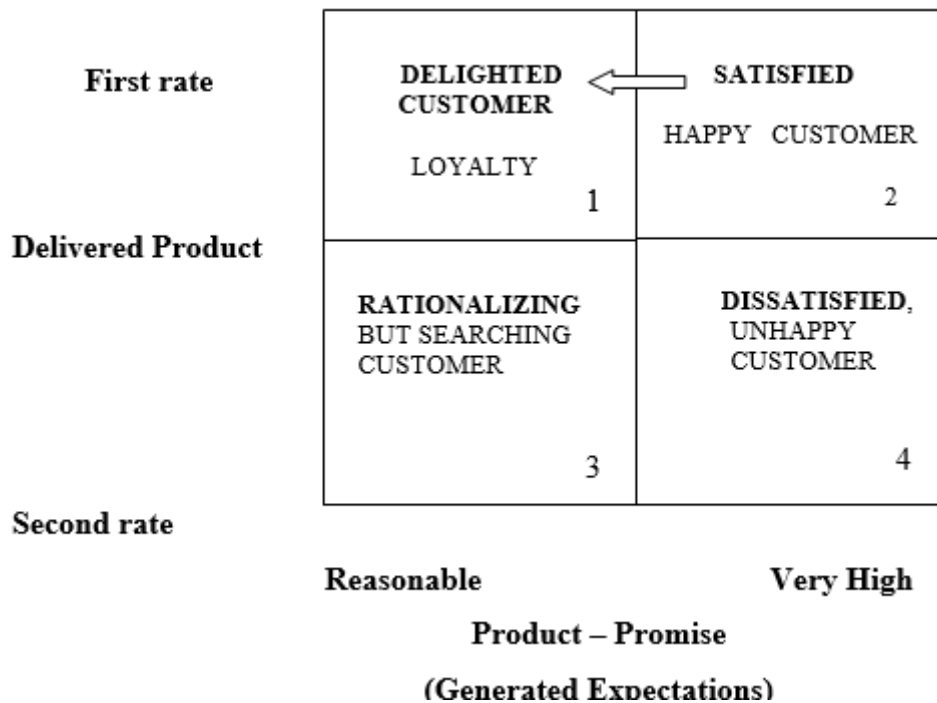 First rate
DELIGHTED
CUSTOMER
LOYALTY
1
SATISFIED
HAPPY CUSTOMER
2
Delivered Product
RATIONALIZING
BUT SEARCHING
CUSTOMER
3
DISSATISFIED,
UNHAPPY
CUSTOMER
4
Second rate
Reasonable
Very High
Product – Promise
(Generated Expectations)